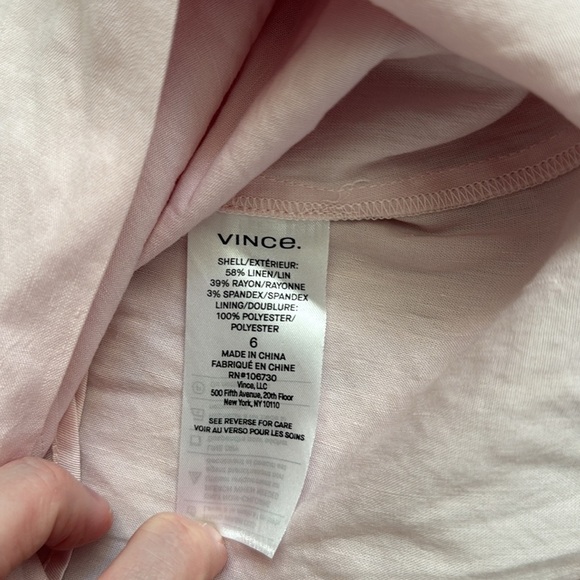 VINCE.
SHELL/EXTÉRIEUR:
58% LINEN/LIN
39% RAYON/RAYONNE
3% SPANDEX/SPANDEX
LINING/DOUBLURE:
100% POLYESTER/
POLYESTER
6
MADE IN CHINA
FABRIQUÉ EN CHINE
RN#106730
Vince, LLC
500 Fifth Avenue, 20th Floor
New York, NY 10110
SEE REVERSE FOR CARE
VOIR AU VERSO POUR LES SOINS